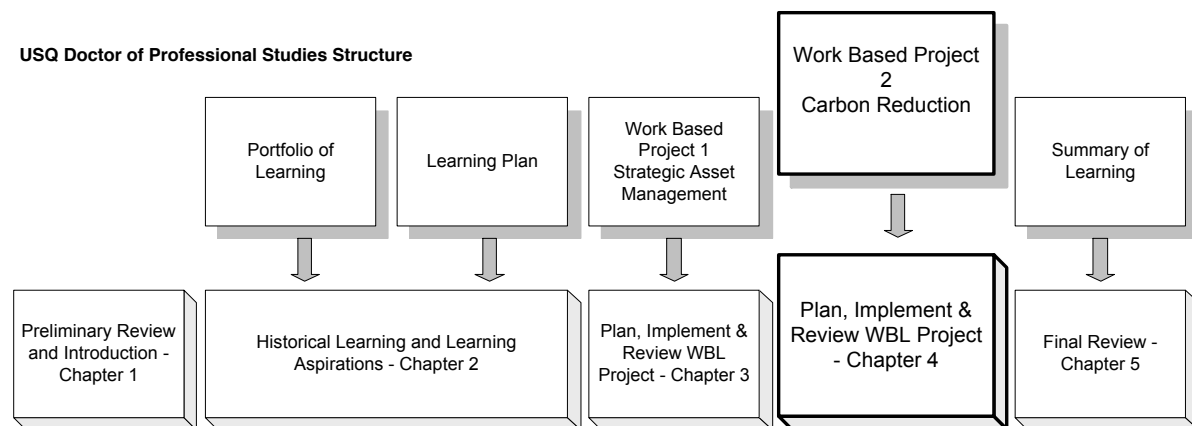 USQ Doctor of Professional Studies Structure
Portfolio of
Learning
Learning Plan
Work Based
Project 1
Strategic Asset
Management
Work Based Project
2
Carbon Reduction
Summary of
Learning
Preliminary Review
and Introduction -
Chapter 1
Historical Learning and Learning
Aspirations - Chapter 2
Plan, Implement &
Review WBL
Project - Chapter 3
Plan, Implement &
Review WBL Project
- Chapter 4
Final Review -
Chapter 5